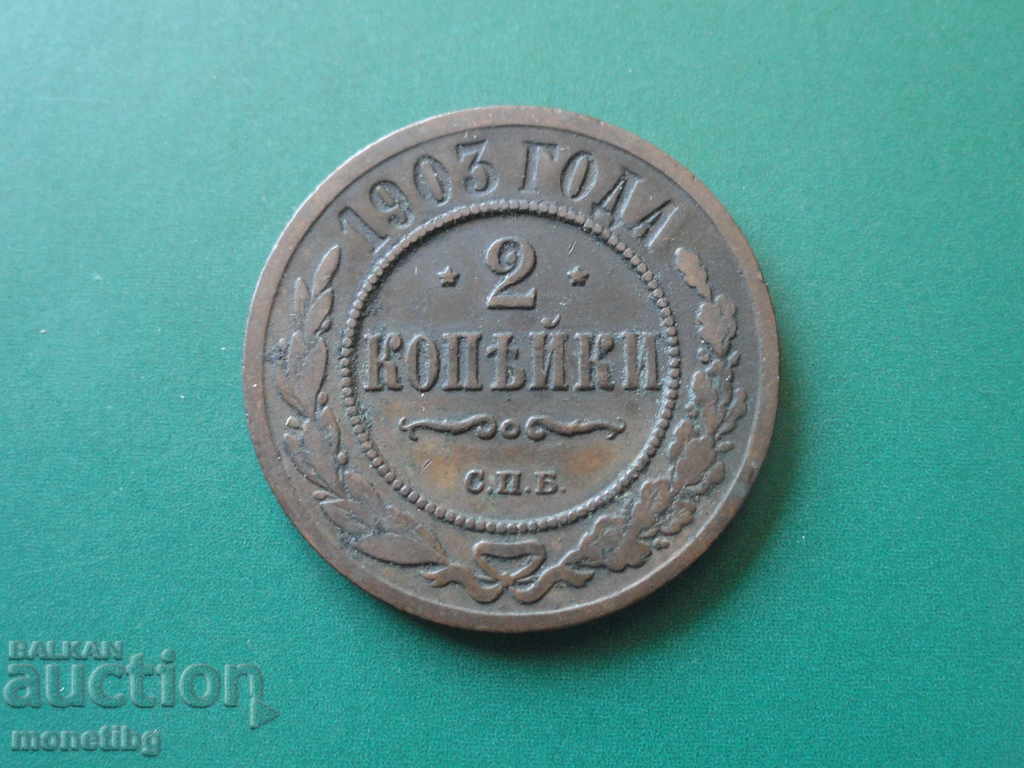 1903 ГОДА
2
КОПѢЙКИ
С.П.Б.
BALKAN
auction
monetibg